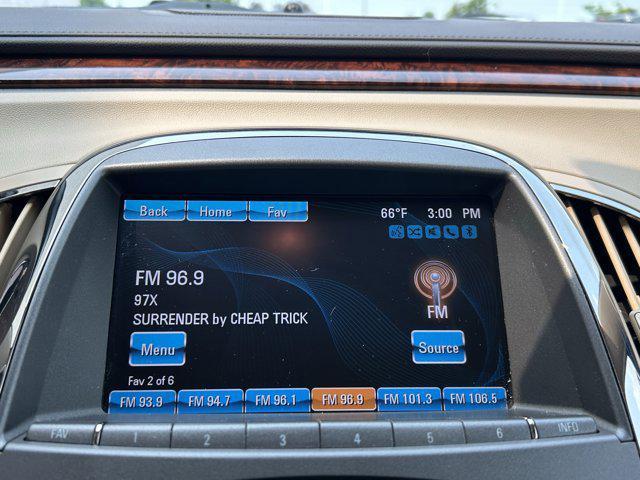 Back Home Fav 66°F 3:00 PM
FM 96.9
97X
SURRENDER by CHEAP TRICK
FM
Menu Source
Fav 2 of 6
FM 93.9 FM 94.7 FM 96.1 FM 96.9 FM 101.3 FM 106.5
FAV 1 2 3 4 5 6 INFO